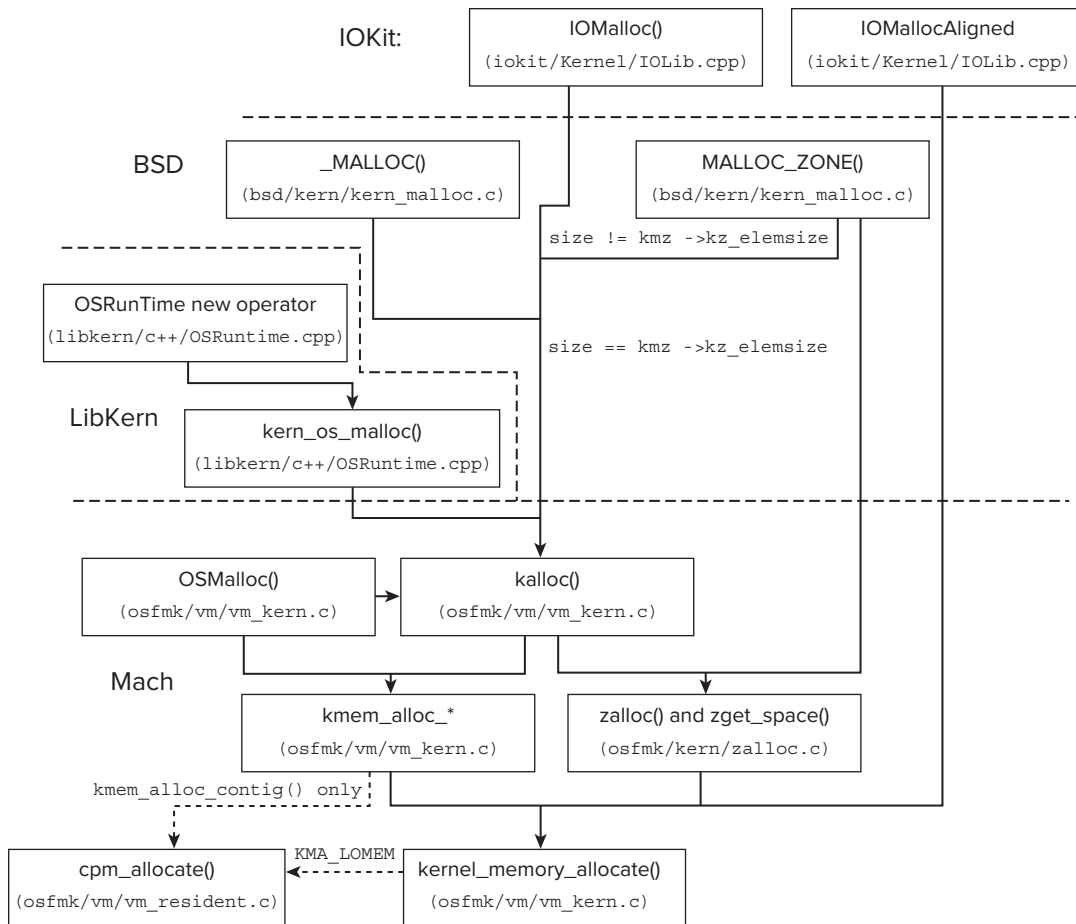 IOKit:
IOMalloc()
(iokit/Kernel/IOLib.cpp)
IOMallocAligned
(iokit/Kernel/IOLib.cpp)
BSD
_MALLOC()
(bsd/kern/kern_malloc.c)
MALLOC_ZONE()
(bsd/kern/kern_malloc.c)
size != kmz ->kz_elemsize
OSRunTime new operator
(libkern/c++/OSRuntime.cpp)
size == kmz ->kz_elemsize
LibKern
kern_os_malloc()
(libkern/c++/OSRuntime.cpp)
OSMalloc()
(osfmk/vm/vm_kern.c)
kalloc()
(osfmk/vm/vm_kern.c)
Mach
kmem_alloc_*
(osfmk/vm/vm_kern.c)
zalloc() and zget_space()
(osfmk/kern/zalloc.c)
kmem_alloc_contig() only
cpm_allocate()
(osfmk/vm/vm_resident.c)
KMA_LOMEM
kernel_memory_allocate()
(osfmk/vm/vm_kern.c)